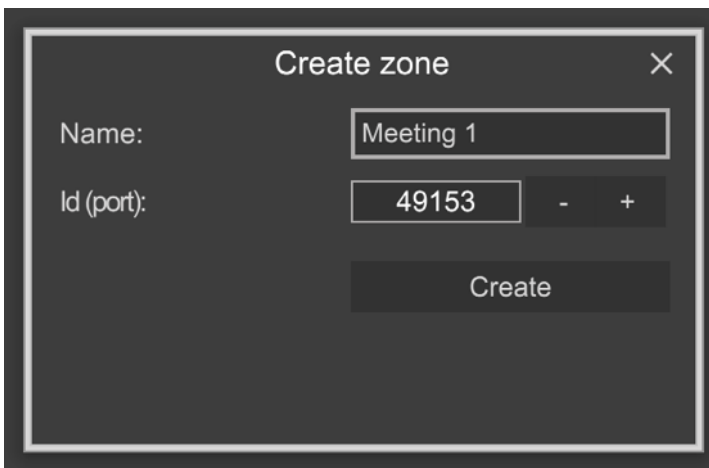 Create zone ×
Name: Meeting 1
Id (port): 49153 - +
Create